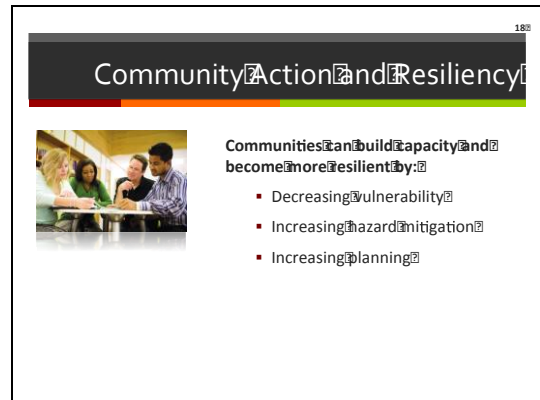 18
Community Action and Resiliency
Communities can build capacity and
become more resilient by:
▪ Decreasing vulnerability
▪ Increasing hazard mitigation
▪ Increasing planning